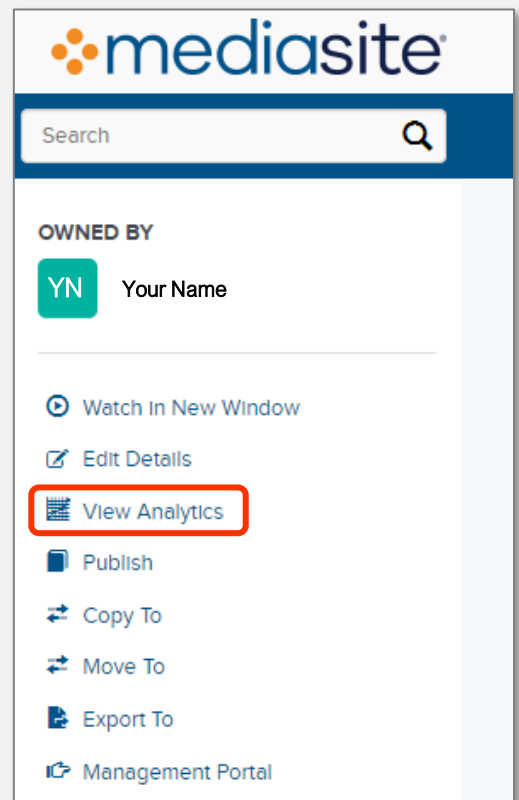 mediasite
Search
OWNED BY
YN Your Name
Watch in New Window
Edit Details
View Analytics
Publish
Copy To
Move To
Export To
Management Portal